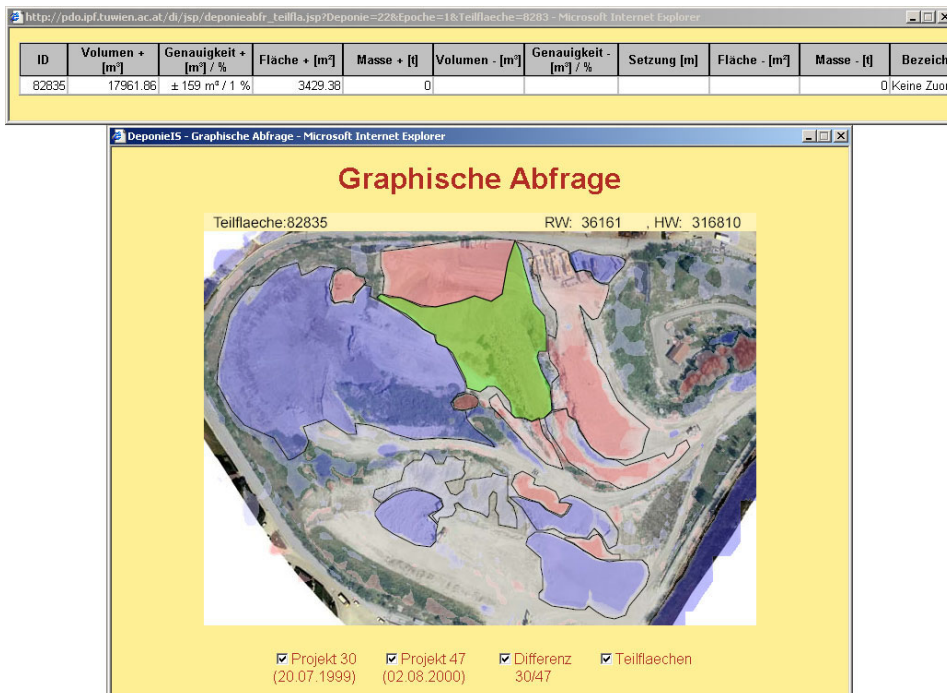 http://pdo.ipf.tuwien.ac.at/di/jsp/deponieabfr_teilfla.jsp?Deponie=22&Epoche=1&Teilflaeche=8283 - Microsoft Internet Explorer
ID Volumen + [m³] Genauigkeit + [m³] / % Fläche + [m²] Masse + [t] Volumen - [m³] Genauigkeit - [m³] / % Setzung [m] Fläche - [m²] Masse - [t] Bezeich
82835 17961.86 ± 159 m³ / 1 % 3429.38 0 0 Keine Zuor
DeponieIS - Graphische Abfrage - Microsoft Internet Explorer
Graphische Abfrage
Teilflaeche:82835 RW: 36161 , HW: 316810
Projekt 30 Projekt 47 Differenz Teilflaechen
(20.07.1999) (02.08.2000) 30/47